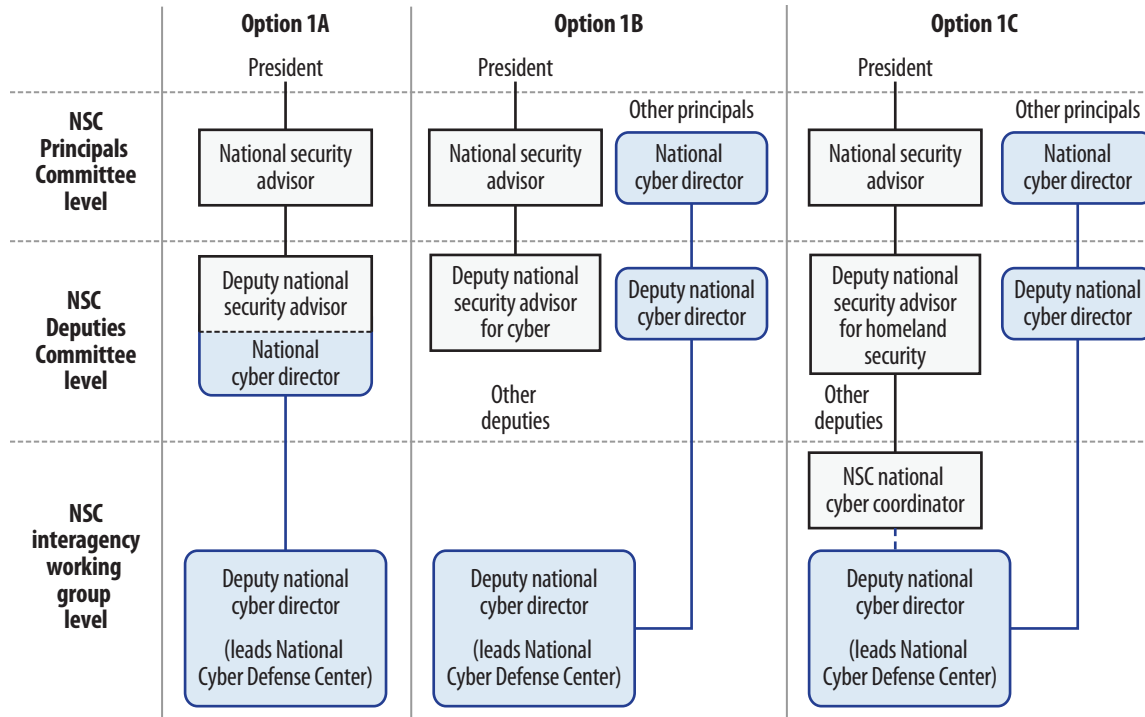 Option 1A
Option 1B
Option 1C
President
President
President
NSC
Principals
Committee
level
National security
advisor
National security
advisor
Other principals
National
cyber director
National security
advisor
Other principals
National
cyber director
NSC
Deputies
Committee
level
Deputy national
security advisor
National
cyber director
Deputy national
security advisor
for cyber
Other
deputies
Deputy national
cyber director
Deputy national
security advisor
for homeland
security
Other
deputies
Deputy national
cyber director
NSC
interagency
working
group
level
Deputy national
cyber director
(leads National
Cyber Defense Center)
Deputy national
cyber director
(leads National
Cyber Defense Center)
NSC national
cyber coordinator
Deputy national
cyber director
(leads National
Cyber Defense Center)